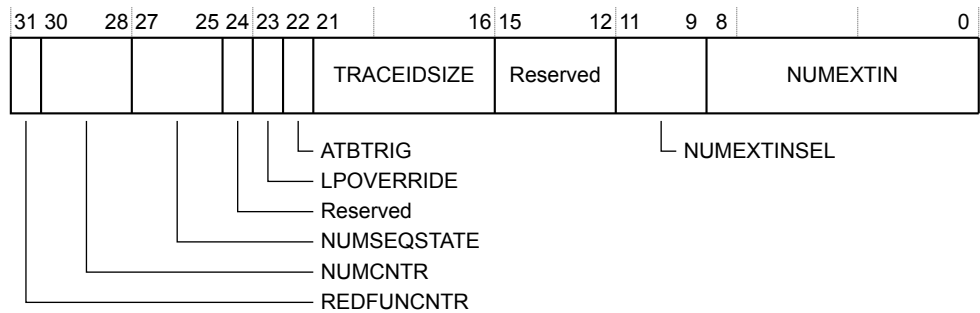 31 30 28 27 25 24 23 22 21 16 15 12 11 9 8 0
TRACEIDSIZE Reserved NUMEXTIN
ATBTRIG NUMEXTINSEL
LPOVERRIDE
Reserved
NUMSEQSTATE
NUMCNTR
REDFUNCNTR